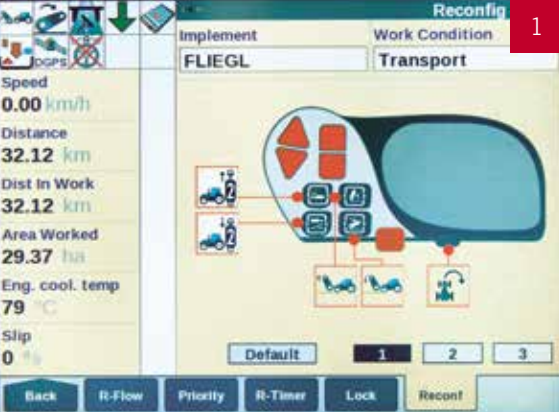 Reconfig
1
Implement
Work Condition
FLIEGL
Transport
DGPS
Speed
0.00 km/h
Distance
32.12 km
Dist In Work
32.12 km
Area Worked
29.37 ha
Eng. cool. temp
79 °C
Slip
0 %
2
2
Default
1
2
3
Back
R-Flow
Priority
R-Timer
Lock
Reconf